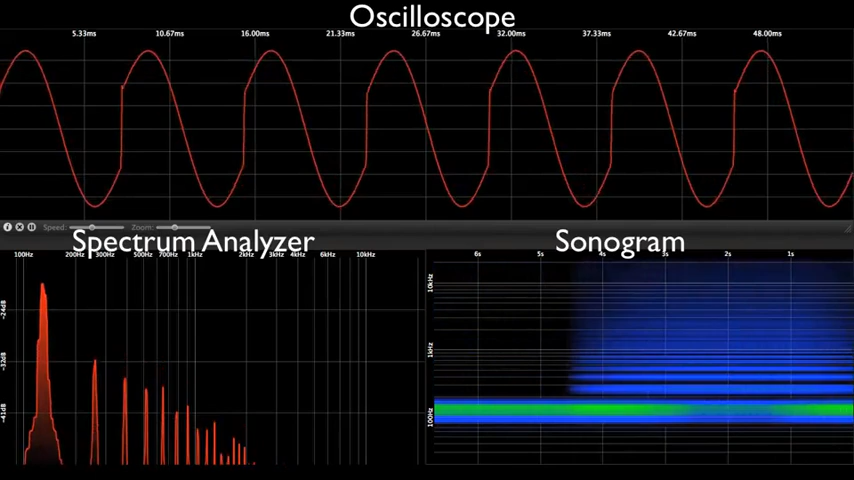 Oscilloscope
5.33ms 10.67ms 16.00ms 21.33ms 26.67ms 32.00ms 37.33ms 42.67ms 48.00ms
Speed: Zoom:
Spectrum Analyzer
100Hz 200Hz 300Hz 500Hz 700Hz 1kHz 2kHz 3kHz 4kHz 6kHz 10kHz
-24dB
-32dB
-41dB
Sonogram
6s 5s 4s 3s 2s 1s
10kHz
1kHz
100Hz